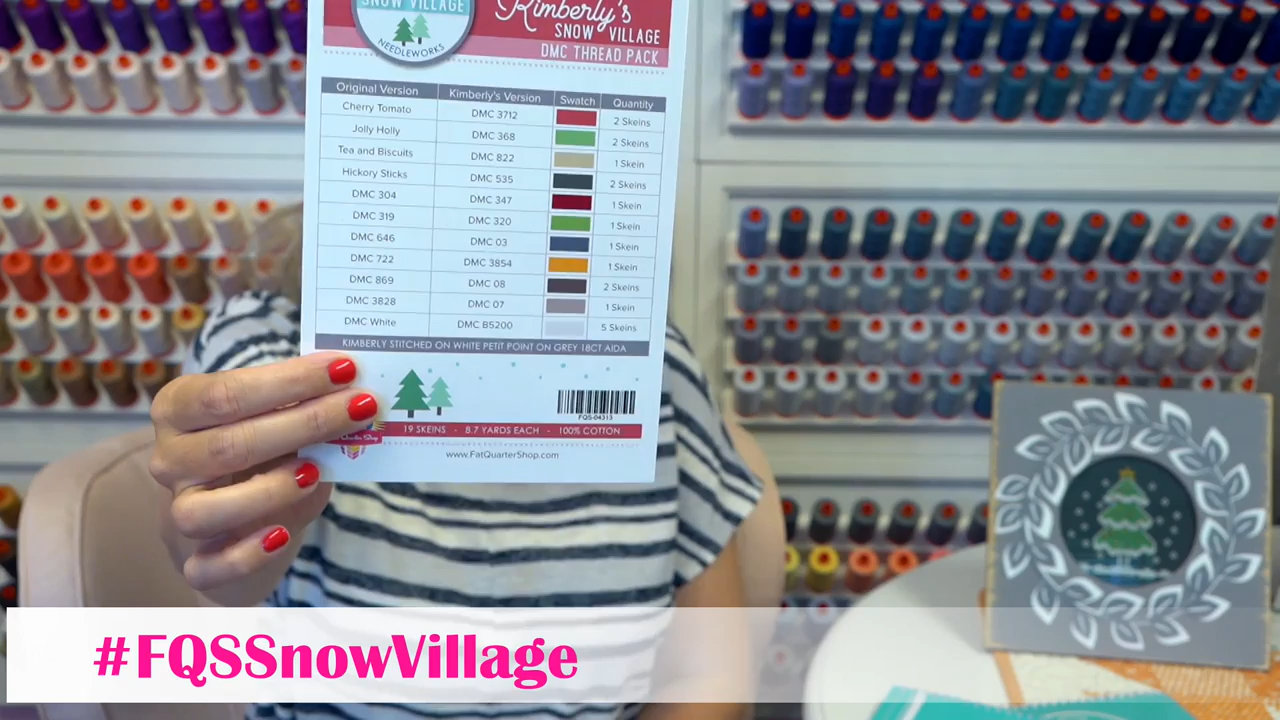 SNOW VILLAGE
NEEDLEWORKS
Kimberly's
SNOW VILLAGE
DMC THREAD PACK
Original Version Kimberly's Version Swatch Quantity
Cherry Tomato DMC 3712 2 Skeins
Jolly Holly DMC 368 2 Skeins
Tea and Biscuits DMC 822 1 Skein
Hickory Sticks DMC 535 2 Skeins
DMC 304 DMC 347 1 Skein
DMC 319 DMC 320 1 Skein
DMC 646 DMC 03 1 Skein
DMC 722 DMC 3854 1 Skein
DMC 869 DMC 08 2 Skeins
DMC 3828 DMC 07 1 Skein
DMC White DMC B5200 5 Skeins
KIMBERLY STITCHED ON WHITE PETIT POINT ON GREY 18CT AIDA
FQS-04313
Quarter Shop
19 SKEINS - 8.7 YARDS EACH - 100% COTTON
www.FatQuarterShop.com
#FQSSnowVillage